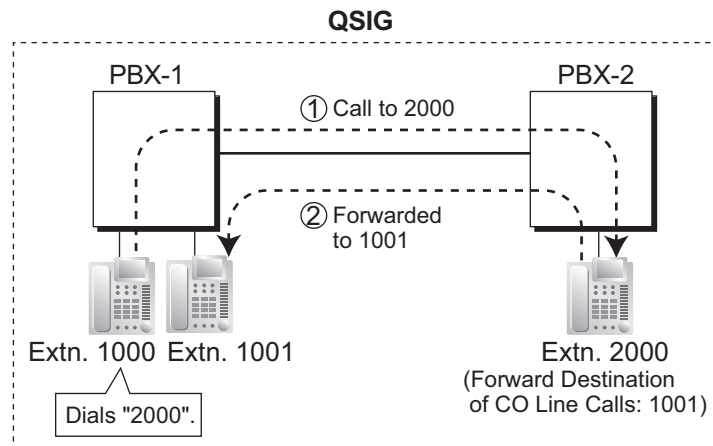 QSIG
PBX-1
PBX-2
① Call to 2000
② Forwarded
to 1001
Extn. 1000
Extn. 1001
Extn. 2000
(Forward Destination
of CO Line Calls: 1001)
Dials "2000".